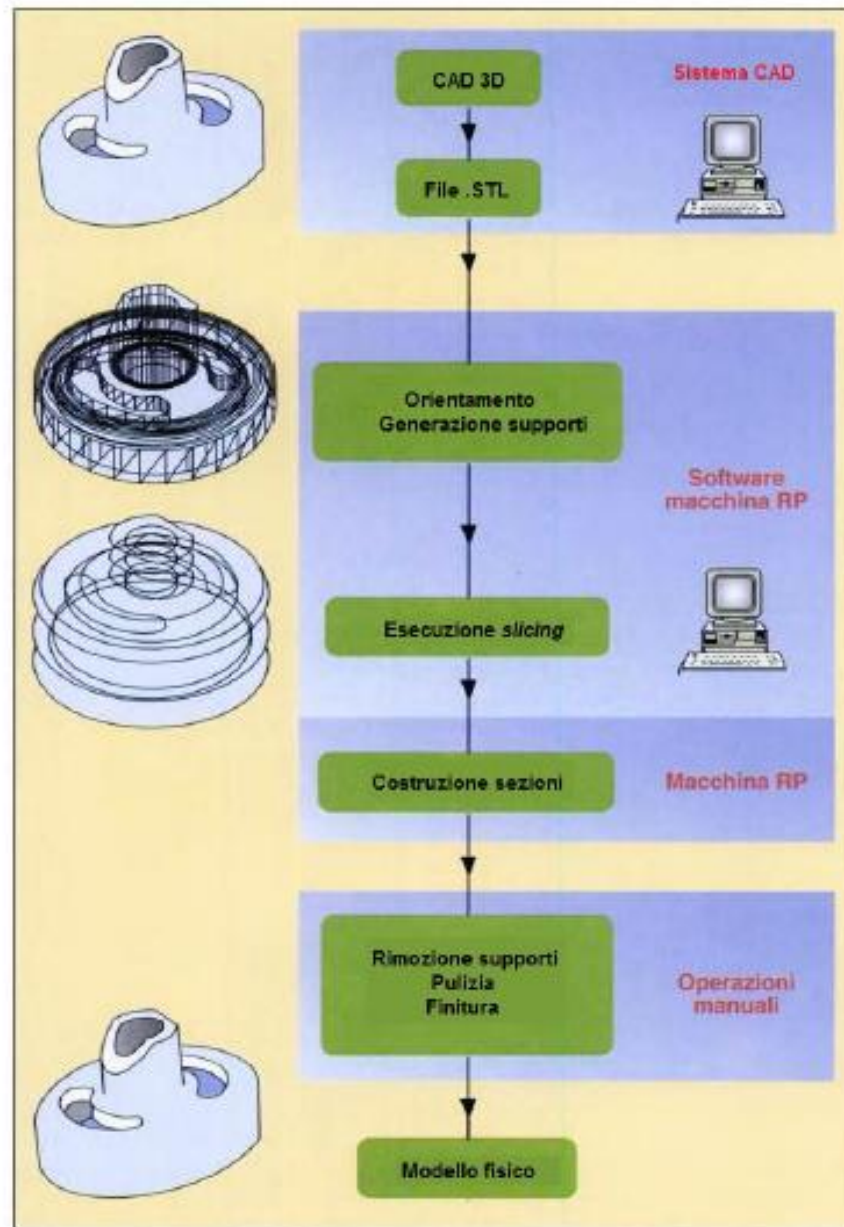 CAD 3D
Sistema CAD
File .STL
Orientamento
Generazione supporti
Software
macchina RP
Esecuzione slicing
Costruzione sezioni
Macchina RP
Rimozione supporti
Pulizia
Finitura
Operazioni
manuali
Modello fisico